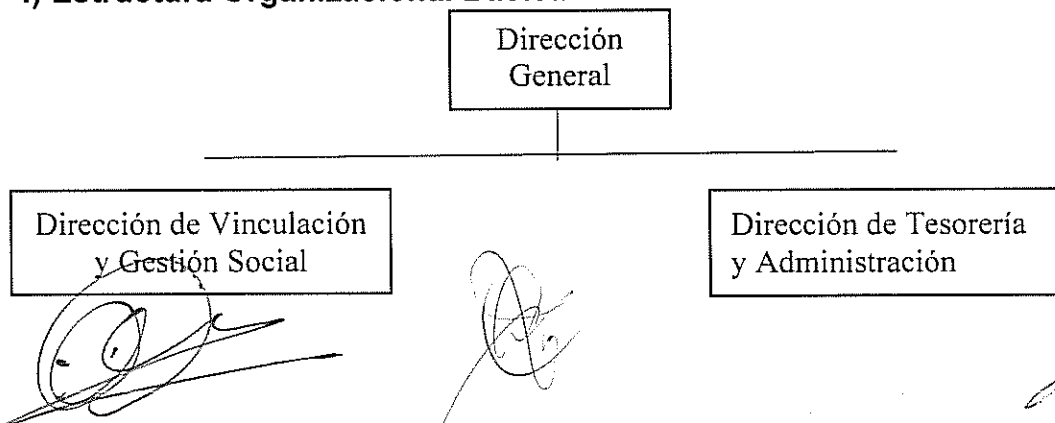 Dirección
General
Dirección de Vinculación
y Gestión Social
Dirección de Tesorería
y Administración